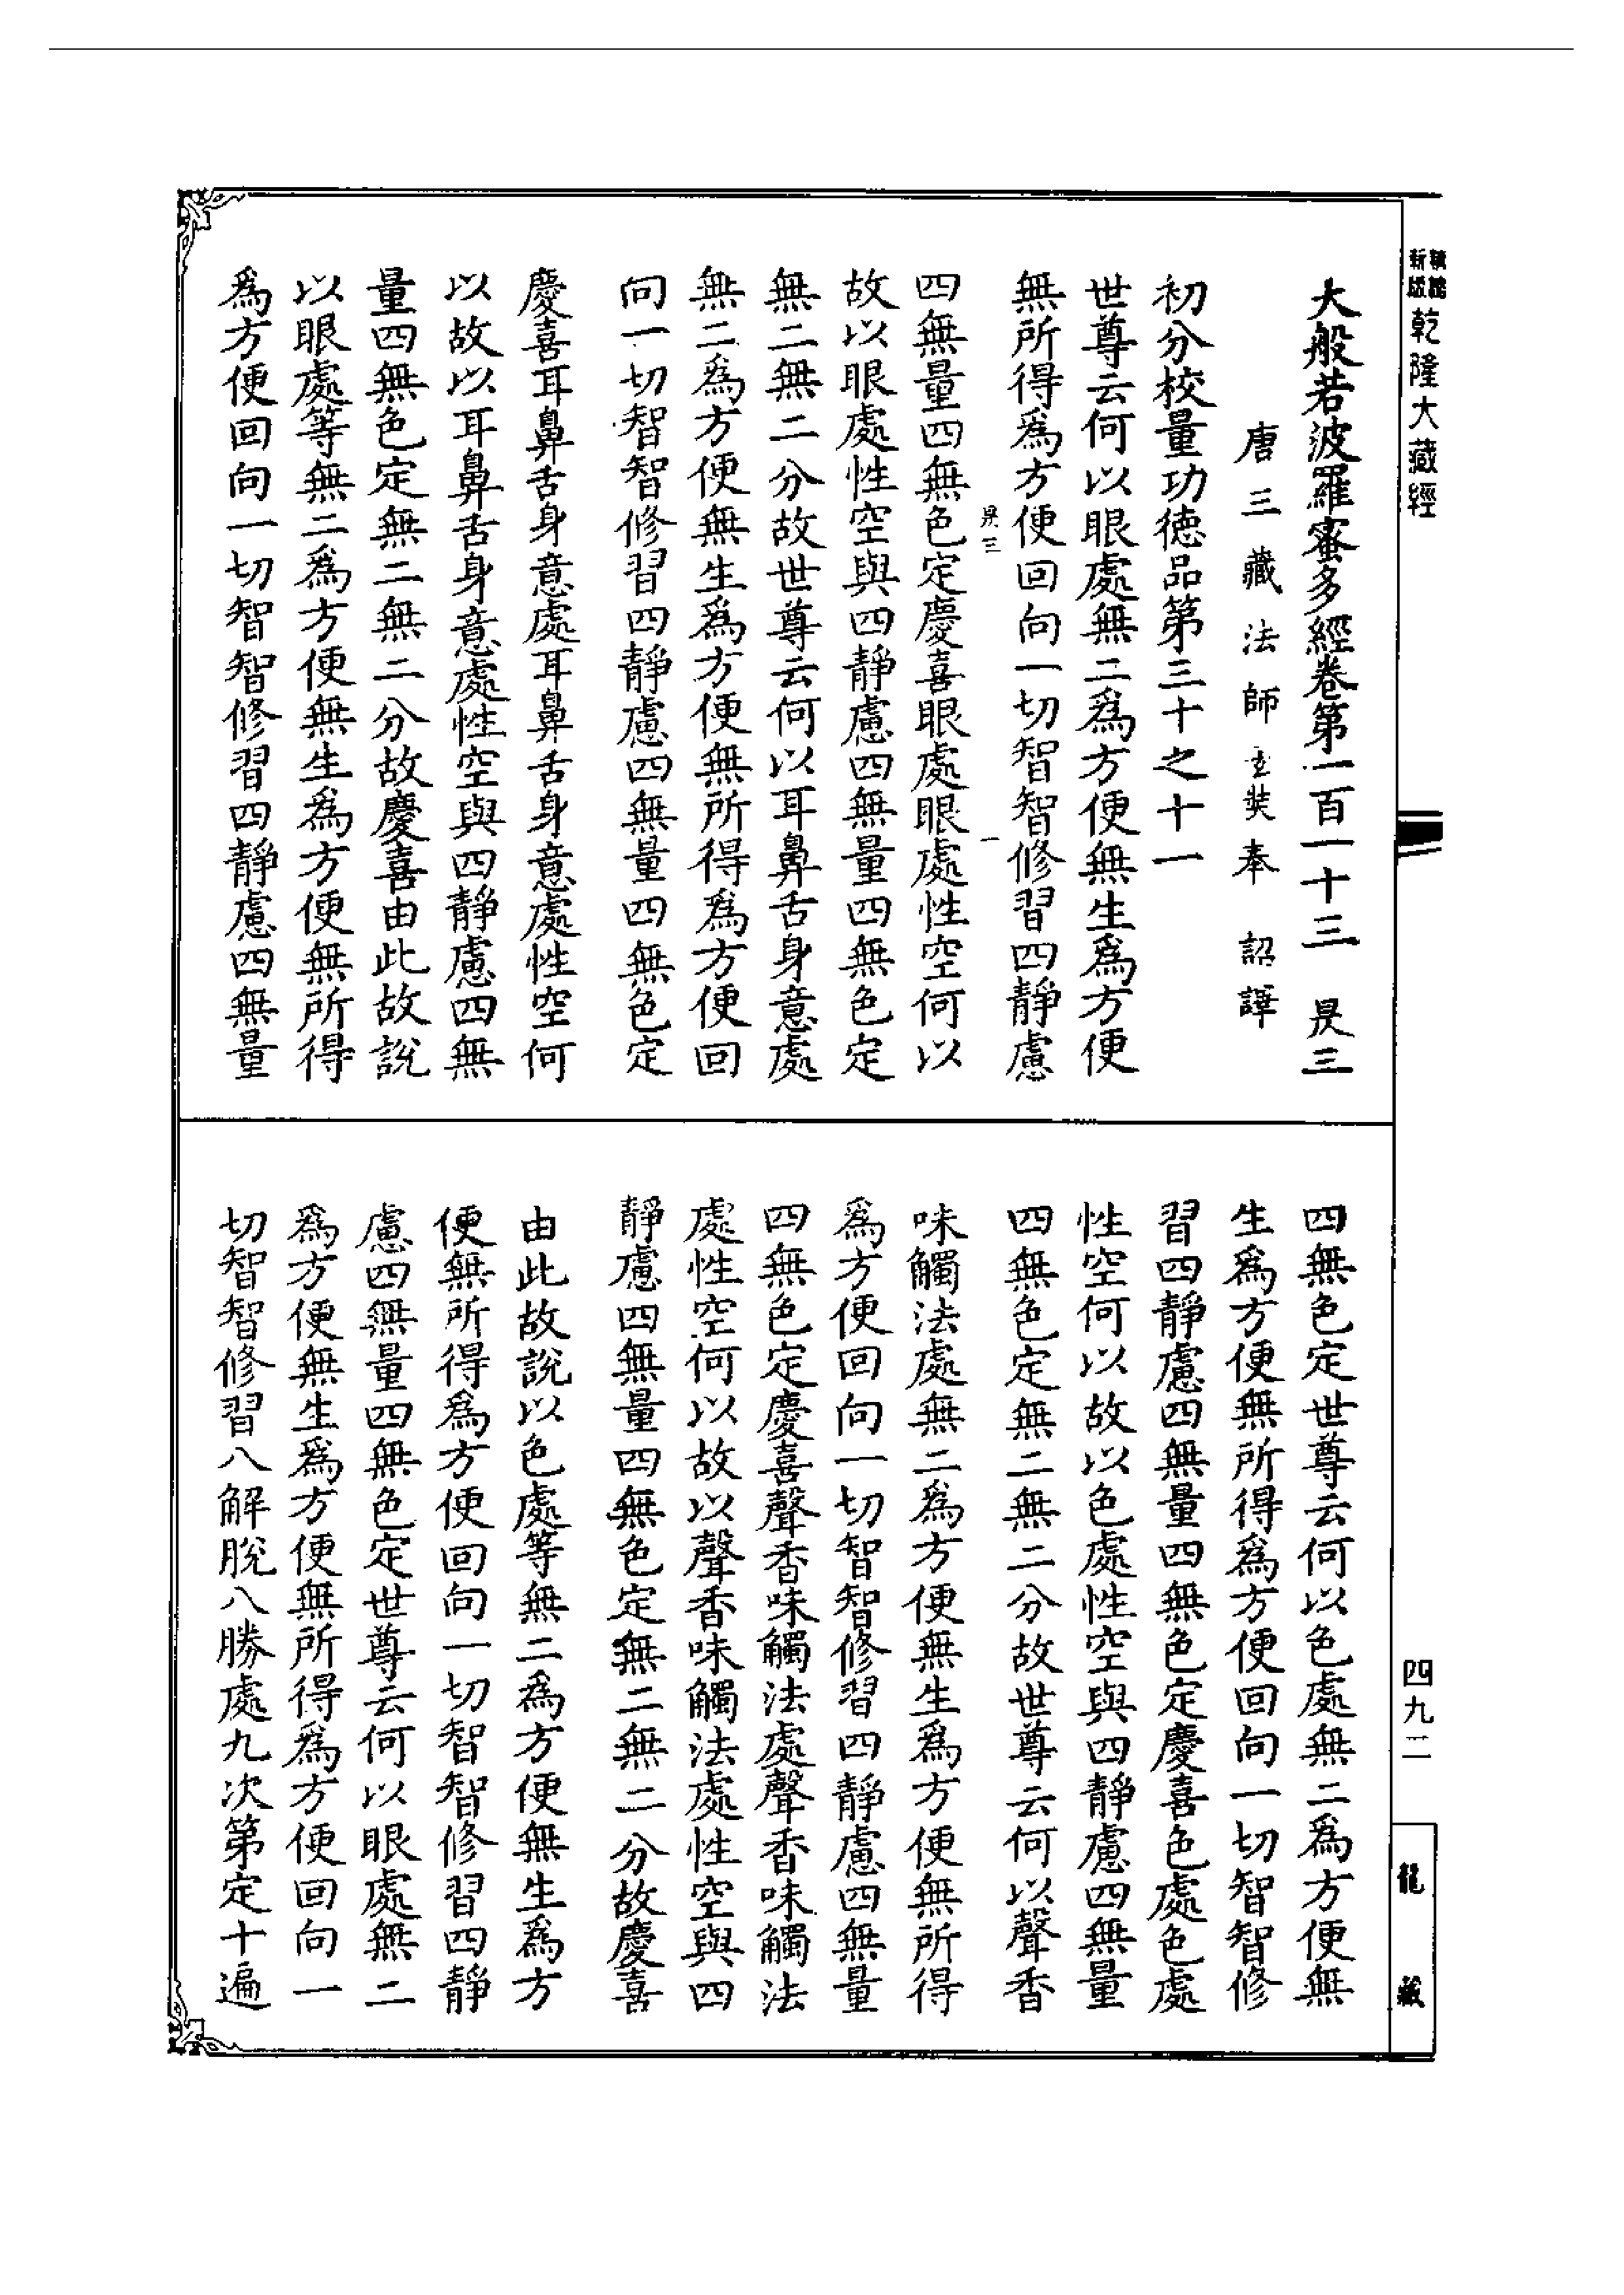 乾隆大藏經
大般若波羅蜜多經卷第一百一十三　昃三
唐三藏法師玄奘奉　詔譯
初分校量功德品第三十之十一
世尊云何以眼處無二爲方便無生爲方便
無所得爲方便回向一切智智修習四靜慮
昃三　一
四無量四無色定慶喜眼處眼處性空何以
故以眼處性空與四靜慮四無量四無色定
無二無二分故世尊云何以耳鼻舌身意處
無二爲方便無生爲方便無所得爲方便回
向一切智智修習四靜慮四無量四無色定
慶喜耳鼻舌身意處耳鼻舌身意處性空何
以故以耳鼻舌身意處性空與四靜慮四無
量四無色定無二無二分故慶喜由此故說
以眼處等無二爲方便無生爲方便無所得
爲方便回向一切智智修習四靜慮四無量
四無色定世尊云何以色處無二爲方便無
生爲方便無所得爲方便回向一切智智修
習四靜慮四無量四無色定慶喜色處色處
性空何以故以色處性空與四靜慮四無量
四無色定無二無二分故世尊云何以聲香
味觸法處無二爲方便無生爲方便無所得
爲方便回向一切智智修習四靜慮四無量
四無色定慶喜聲香味觸法處聲香味觸法
處性空何以故以聲香味觸法處性空與四
靜慮四無量四無色定無二無二分故慶喜
由此故說以色處等無二爲方便無生爲方
便無所得爲方便回向一切智智修習四靜
慮四無量四無色定世尊云何以眼處無二
爲方便無生爲方便無所得爲方便回向一
切智智修習八解脫八勝處九次第定十遍
四九二
龍藏